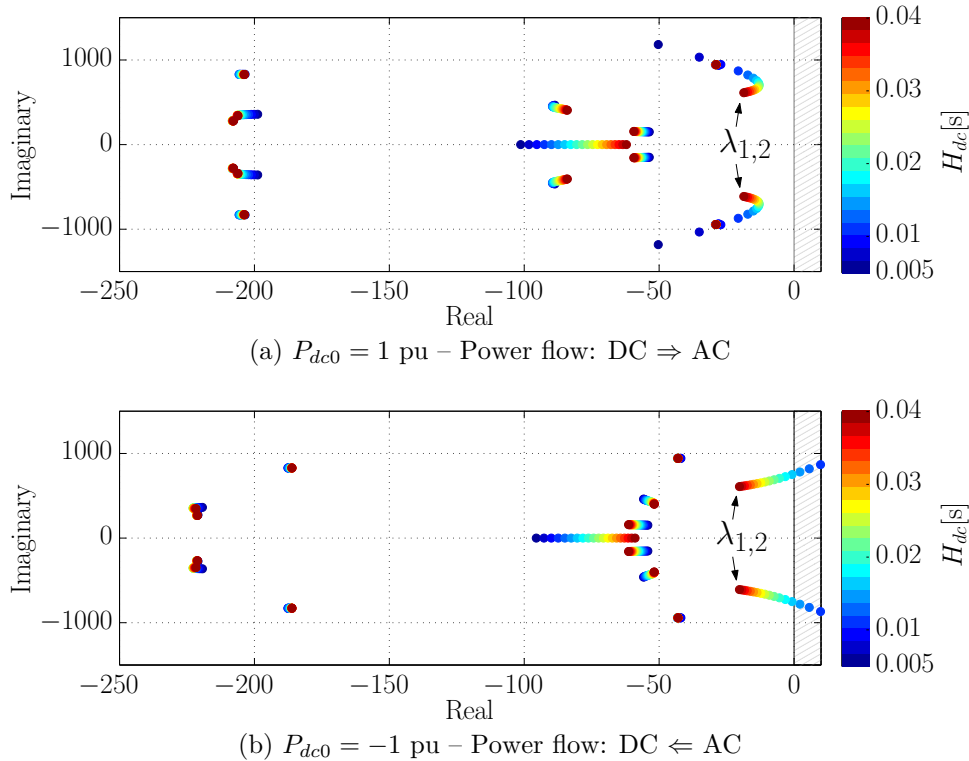 1000
0
−1000
Imaginary
−250
−200
−150
−100
−50
0
Real
λ1,2
0.04
0.03
0.02
0.01
0.005
Hdc[s]
(a) Pdc0 = 1 pu – Power flow: DC ⇒ AC
1000
0
−1000
Imaginary
−250
−200
−150
−100
−50
0
Real
λ1,2
0.04
0.03
0.02
0.01
0.005
Hdc[s]
(b) Pdc0 = −1 pu – Power flow: DC ⇐ AC